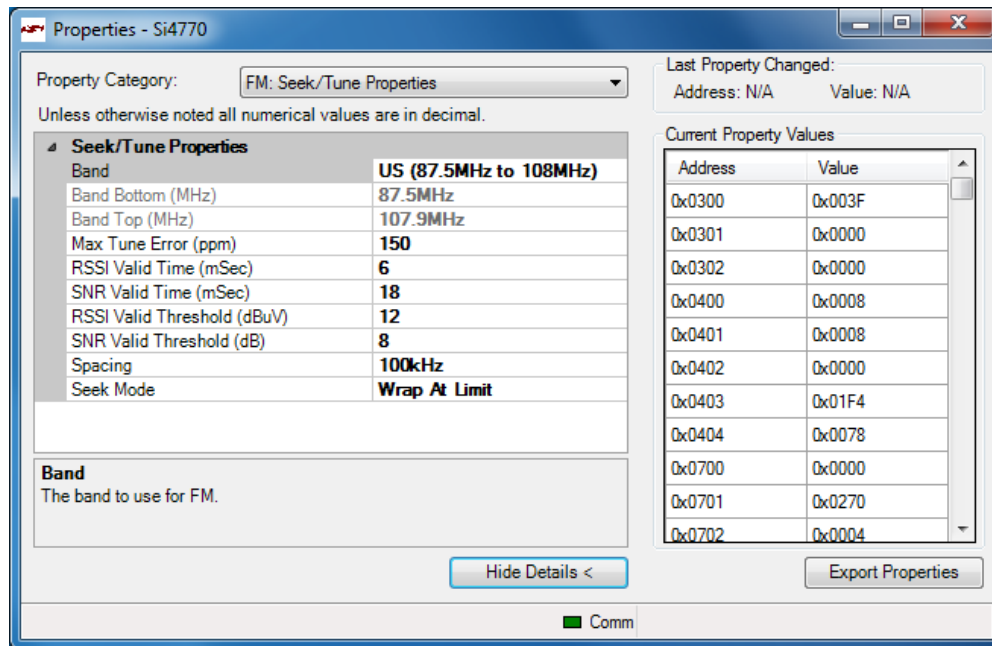 Properties - Si4770
Property Category: FM: Seek/Tune Properties
Unless otherwise noted all numerical values are in decimal.
Seek/Tune Properties
Band US (87.5MHz to 108MHz)
Band Bottom (MHz) 87.5MHz
Band Top (MHz) 107.9MHz
Max Tune Error (ppm) 150
RSSI Valid Time (mSec) 6
SNR Valid Time (mSec) 18
RSSI Valid Threshold (dBuV) 12
SNR Valid Threshold (dB) 8
Spacing 100kHz
Seek Mode Wrap At Limit
Band
The band to use for FM.
Hide Details <
Last Property Changed:
Address: N/A Value: N/A
Current Property Values
Address Value
0x0300 0x003F
0x0301 0x0000
0x0302 0x0000
0x0400 0x0008
0x0401 0x0008
0x0402 0x0000
0x0403 0x01F4
0x0404 0x0078
0x0700 0x0000
0x0701 0x0270
0x0702 0x0004
Export Properties
Comm